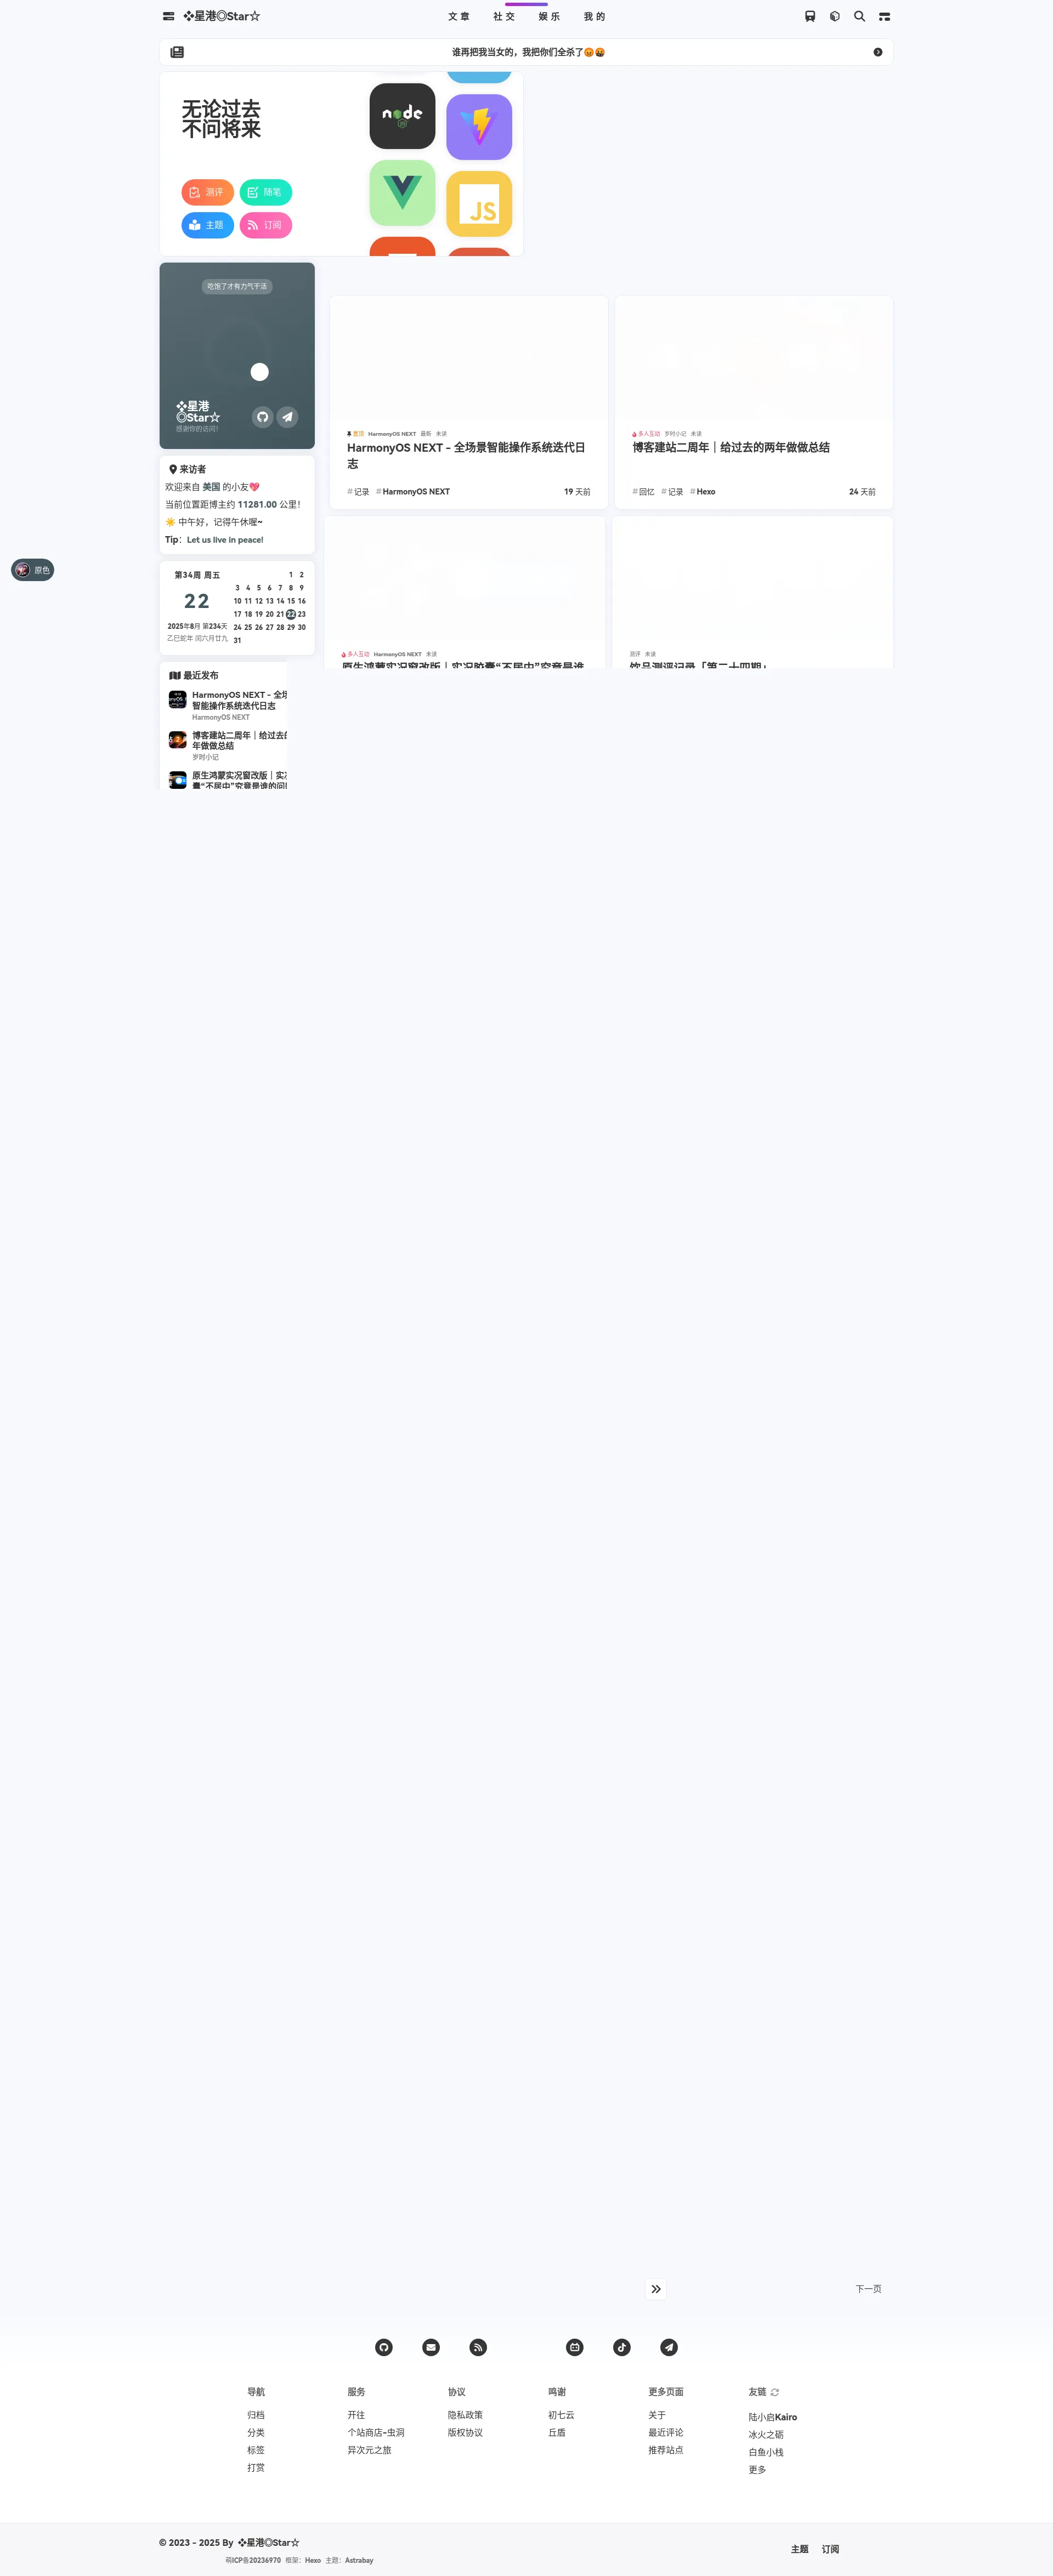 ❖星港◎Star☆
文章 社交 娱乐 我的
谁再把我当女的，我把你们全杀了😡🤬
无论过去
不问将来
node
JS
JS
测评
随笔
主题
订阅
吃饱了才有力气干活
❖星港
◎Star☆
感谢你的访问！
来访者
欢迎来自 美国 的小友💖
当前位置距博主约 11281.00 公里！
☀️ 中午好，记得午休喔~
Tip：Let us live in peace!
原色
第34周 周五
22
2025年8月 第234天
乙巳蛇年 闰六月廿九
1 2
3 4 5 6 7 8 9
10 11 12 13 14 15 16
17 18 19 20 21 22 23
24 25 26 27 28 29 30
31
最近发布
HarmonyOS NEXT - 全场
智能操作系统迭代日志
HarmonyOS NEXT
博客建站二周年｜给过去的
年做做总结
岁时小记
原生鸿蒙实况窗改版｜实况
囊“不居中”究竟是谁的问
置顶 HarmonyOS NEXT 最新 未读
HarmonyOS NEXT - 全场景智能操作系统迭代日
志
#记录 #HarmonyOS NEXT 19 天前
多人互动 岁时小记 未读
博客建站二周年｜给过去的两年做做总结
#回忆 #记录 #Hexo 24 天前
多人互动 HarmonyOS NEXT 未读
原生鸿蒙实况窗改版｜实况胶囊“不居中”究竟是谁
测评 未读
饮品测评记录「第二十四期」
下一页
导航
归档
分类
标签
打赏
服务
开往
个站商店-虫洞
异次元之旅
协议
隐私政策
版权协议
鸣谢
初七云
丘盾
更多页面
关于
最近评论
推荐站点
友链
陆小启Kairo
冰火之砺
白鱼小栈
更多
© 2023 - 2025 By ❖星港◎Star☆
萌ICP备20236970 框架：Hexo 主题：Astrabay
主题 订阅